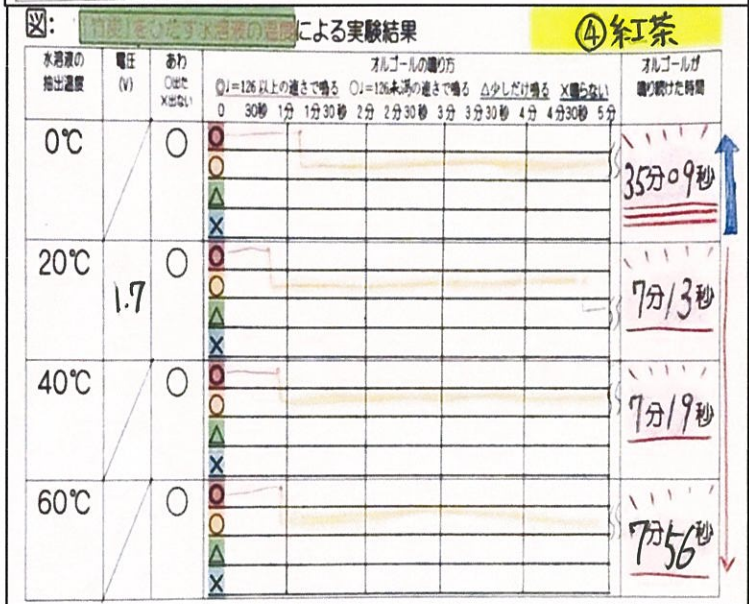 図: 「竹炭」をひたす水溶液の温度による実験結果
④紅茶
水溶液の抽出温度
電圧(V)
あわ ○出た ×出ない
オルゴールの鳴り方
◎♩=126以上の速さで鳴る ○♩=126未満の速さで鳴る △少しだけ鳴る ×鳴らない
0 30秒 1分 1分30秒 2分 2分30秒 3分 3分30秒 4分 4分30秒 5分
オルゴールが鳴り続けた時間
0℃ ○ ◎ ○ △ × 35分09秒
20℃ 1.7 ○ ◎ ○ △ × 7分13秒
40℃ ○ ◎ ○ △ × 7分19秒
60℃ ○ ◎ ○ △ × 7分56秒